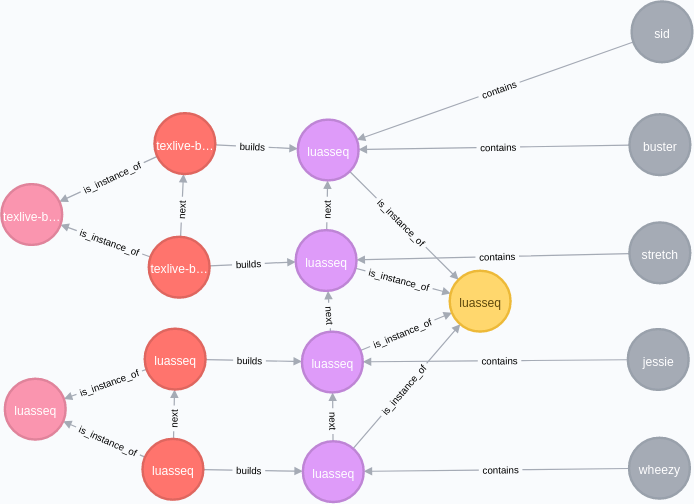 sid
contains
texlive-b…
builds
luasseq
contains
buster
is_instance_of
texlive-b…
next
next
is_instance_of
is_instance_of
texlive-b…
builds
luasseq
contains
stretch
is_instance_of
luasseq
next
is_instance_of
luasseq
builds
luasseq
contains
jessie
is_instance_of
luasseq
next
next
is_instance_of
is_instance_of
luasseq
builds
luasseq
contains
wheezy